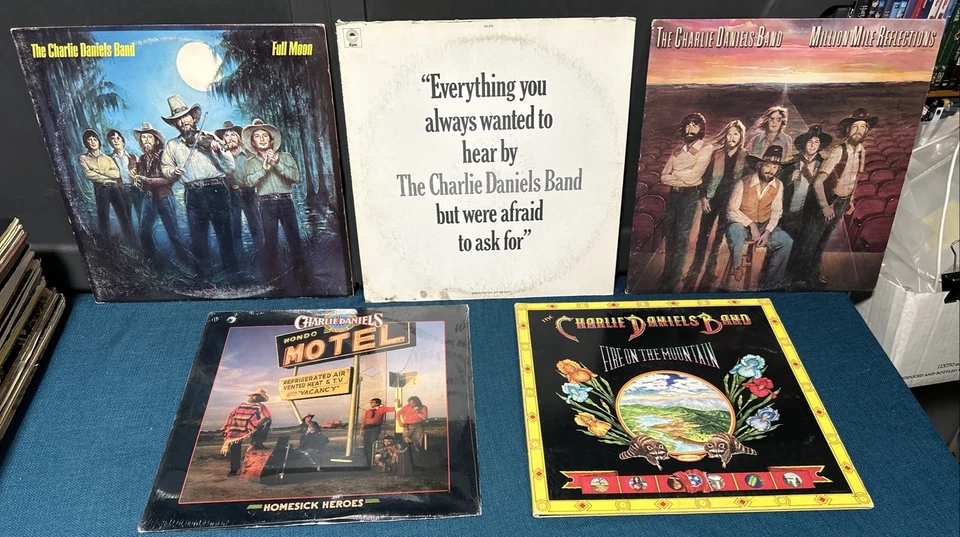 The Charlie Daniels Band
Full Moon
Epic
"Everything you
always wanted to
hear by
The Charlie Daniels Band
but were afraid
to ask for"
THE CHARLIE DANIELS BAND
MILLION MILE REFLECTIONS
CHARLIE DANIELS
HONDO
MOTEL
REFRIGERATED AIR
VENTED HEAT & T.V.
"VACANCY"
HOMESICK HEROES
THE CHARLIE DANIELS BAND
FIRE ON THE MOUNTAIN